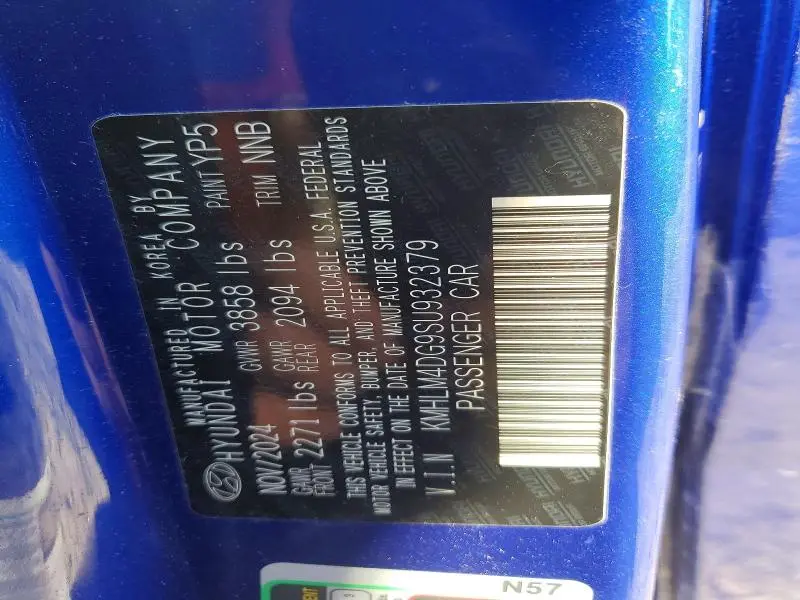 MANUFACTURED IN KOREA BY
HYUNDAI MOTOR COMPANY
NOV/2024 GVWR 3858 lbs PAINT YP5
GAWR FRONT 2271 lbs GAWR REAR 2094 lbs TRIM NNB
THIS VEHICLE CONFORMS TO ALL APPLICABLE U.S.A. FEDERAL
MOTOR VEHICLE SAFETY, BUMPER, AND THEFT PREVENTION STANDARDS
IN EFFECT ON THE DATE OF MANUFACTURE SHOWN ABOVE
V.I.N KMHLM4DG9SU932379
PASSENGER CAR
N57